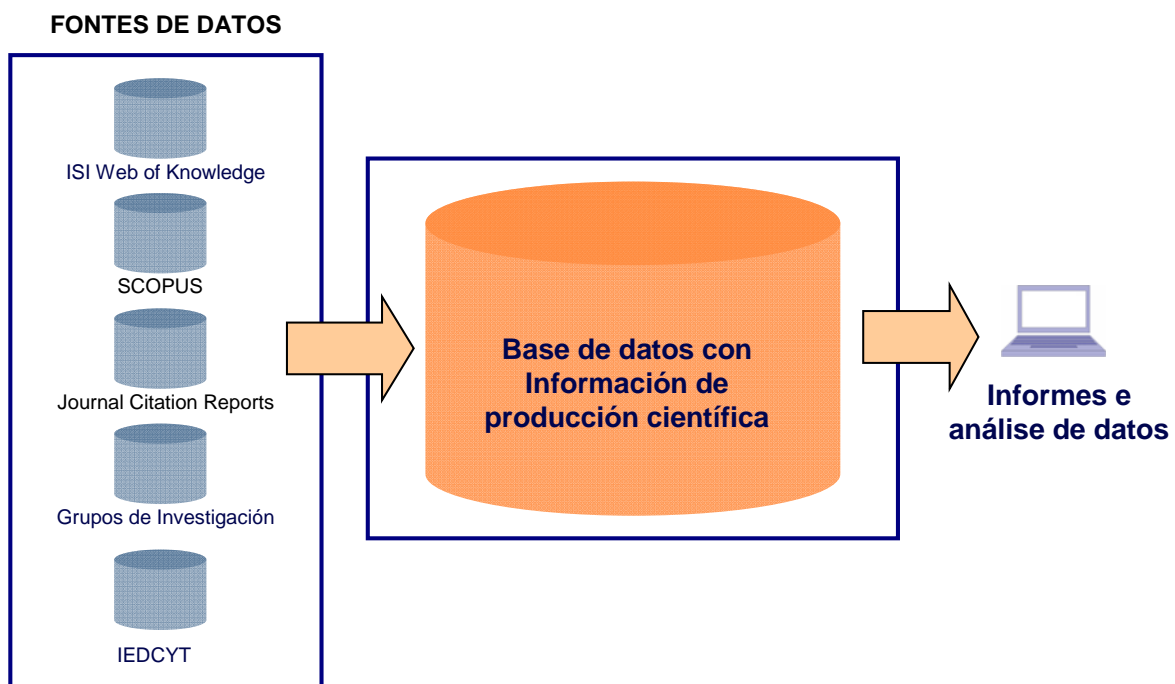 FONTES DE DATOS
ISI Web of Knowledge
SCOPUS
Journal Citation Reports
Grupos de Investigación
IEDCYT
Base de datos con
Información de
producción científica
Informes e
análise de datos